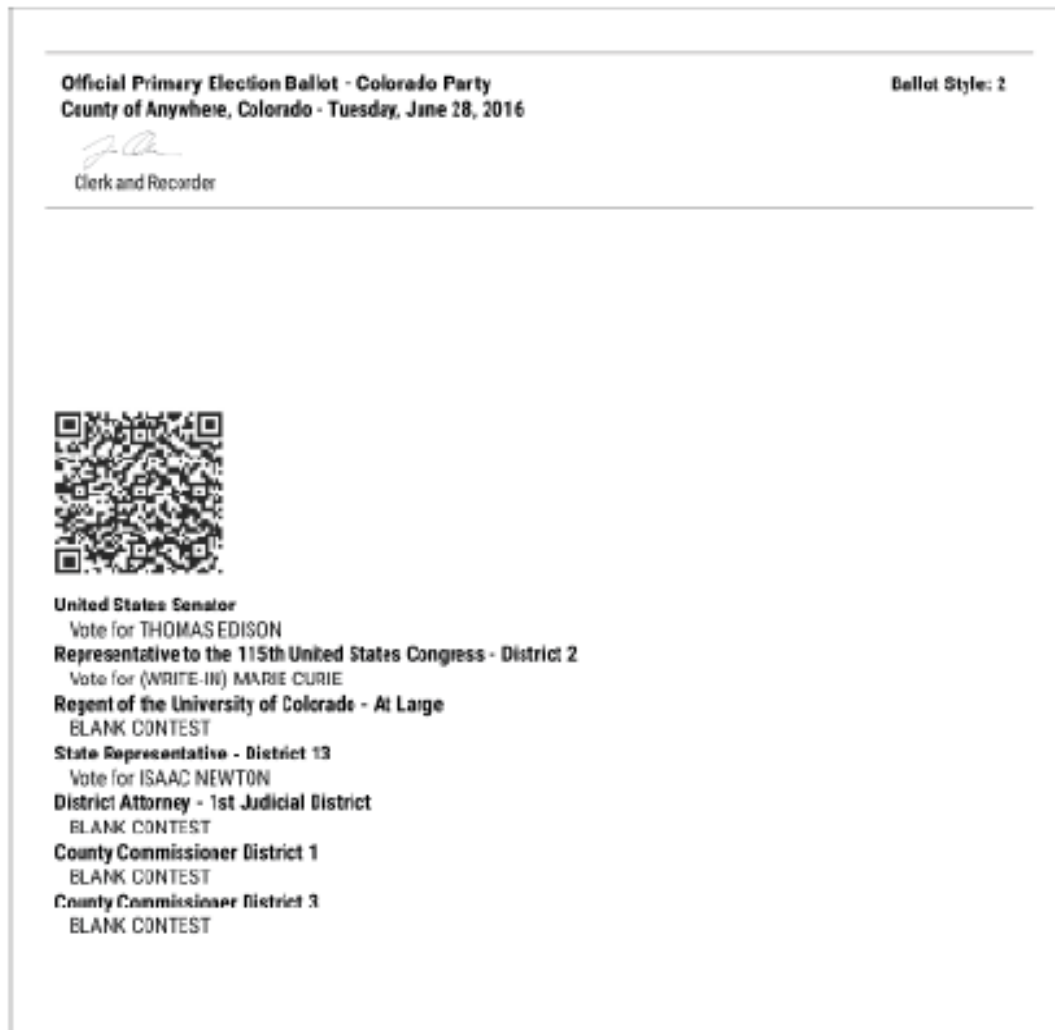 Official Primary Election Ballot - Colorado Party
Ballot Style: 2
County of Anywhere, Colorado - Tuesday, June 28, 2016
Clerk and Recorder
United States Senator
Vote for THOMAS EDISON
Representative to the 115th United States Congress - District 2
Vote for (WRITE-IN) MARIE CURIE
Regent of the University of Colorado - At Large
BLANK CONTEST
State Representative - District 13
Vote for ISAAC NEWTON
District Attorney - 1st Judicial District
BLANK CONTEST
County Commissioner District 1
BLANK CONTEST
County Commissioner District 3
BLANK CONTEST